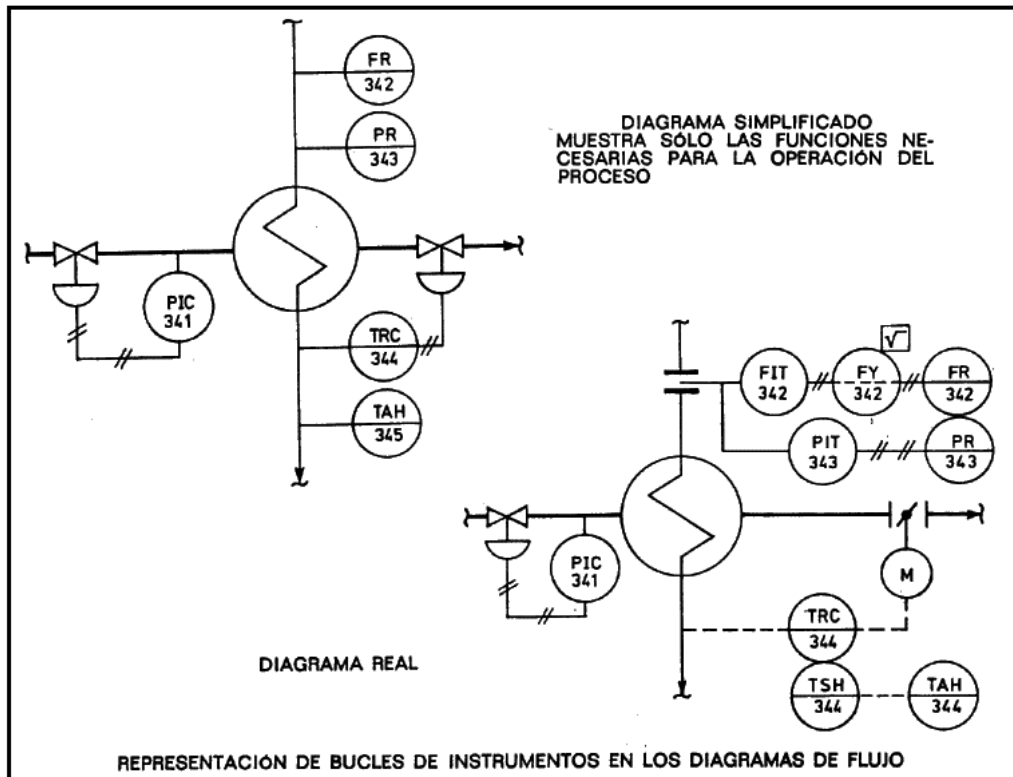 FR
342
PR
343
DIAGRAMA SIMPLIFICADO
MUESTRA SÓLO LAS FUNCIONES NE-
CESARIAS PARA LA OPERACIÓN DEL
PROCESO
PIC
341
TRC
344
TAH
345
√
FIT
342
FY
342
FR
342
PIT
343
PR
343
PIC
341
M
TRC
344
TSH
344
TAH
344
DIAGRAMA REAL
REPRESENTACIÓN DE BUCLES DE INSTRUMENTOS EN LOS DIAGRAMAS DE FLUJO